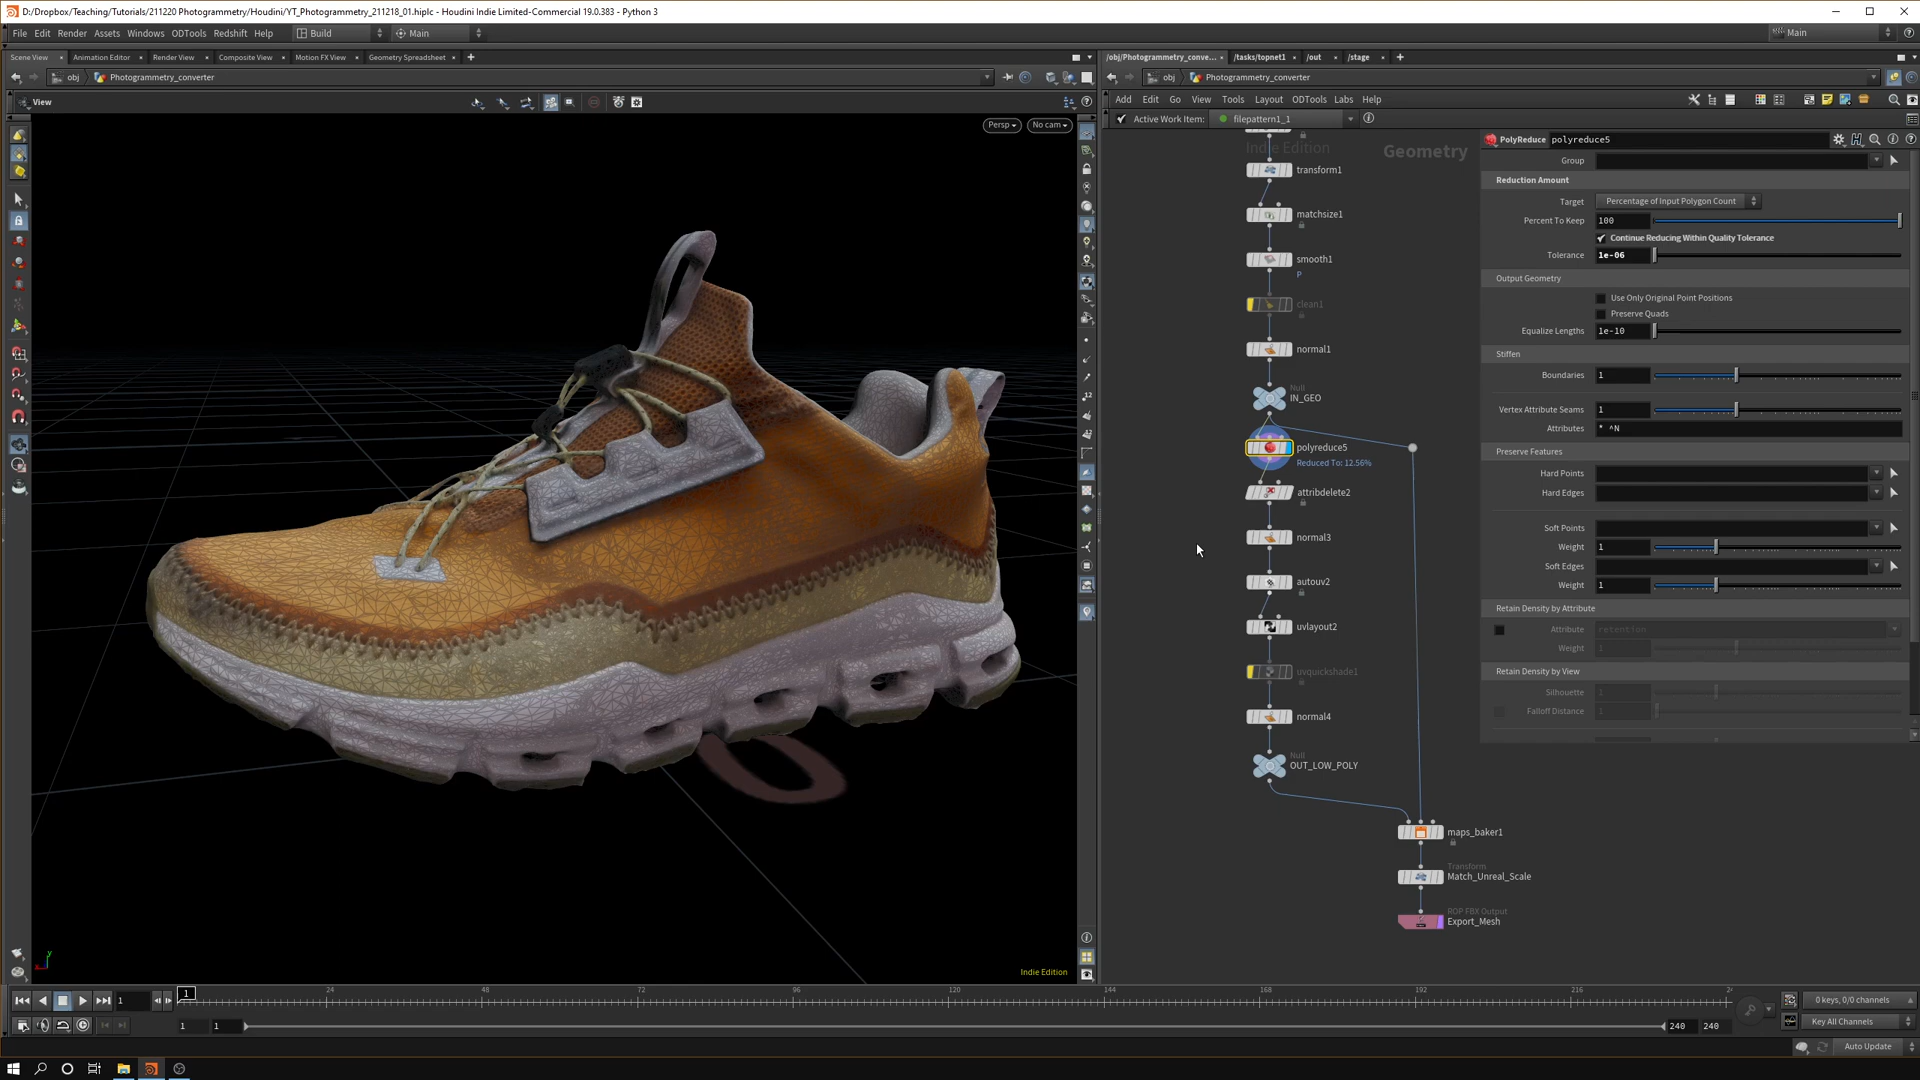 D:/Dropbox/Teaching/Tutorials/211220 Photogrammetry/Houdini/YT_Photogrammetry_211218_01.hiplc - Houdini Indie Limited-Commercial 19.0.383 - Python 3
File Edit Render Assets Windows ODTools Redshift Help Build Main Main
Scene View Animation Editor Render View Composite View Motion FX View Geometry Spreadsheet
obj Photogrammetry_converter
View
Persp No cam
Indie Edition
/obj/Photogrammetry_conve... /tasks/topnet1 /out /stage
obj Photogrammetry_converter
Add Edit Go View Tools Layout ODTools Labs Help
Active Work Item: filepattern1_1
Indie Edition Geometry
transform1
matchsize1
smooth1
P
clean1
normal1
Null
IN_GEO
polyreduce5
Reduced To: 12.56%
attribdelete2
normal3
autouv2
uvlayout2
uvquickshade1
normal4
Null
OUT_LOW_POLY
maps_baker1
Transform
Match_Unreal_Scale
ROP FBX Output
Export_Mesh
PolyReduce polyreduce5
Group
Reduction Amount
Target Percentage of Input Polygon Count
Percent To Keep 100
Continue Reducing Within Quality Tolerance
Tolerance 1e-06
Output Geometry
Use Only Original Point Positions
Preserve Quads
Equalize Lengths 1e-10
Stiffen
Boundaries 1
Vertex Attribute Seams 1
Attributes * ^N
Preserve Features
Hard Points
Hard Edges
Soft Points
Weight 1
Soft Edges
Weight 1
Retain Density by Attribute
Attribute retention
Weight 1
Retain Density by View
Silhouette 1
Falloff Distance 1
1 1 24 48 72 96 120 144 168 192 216
0 keys, 0/0 channels
1 1 240 240 Key All Channels
Auto Update